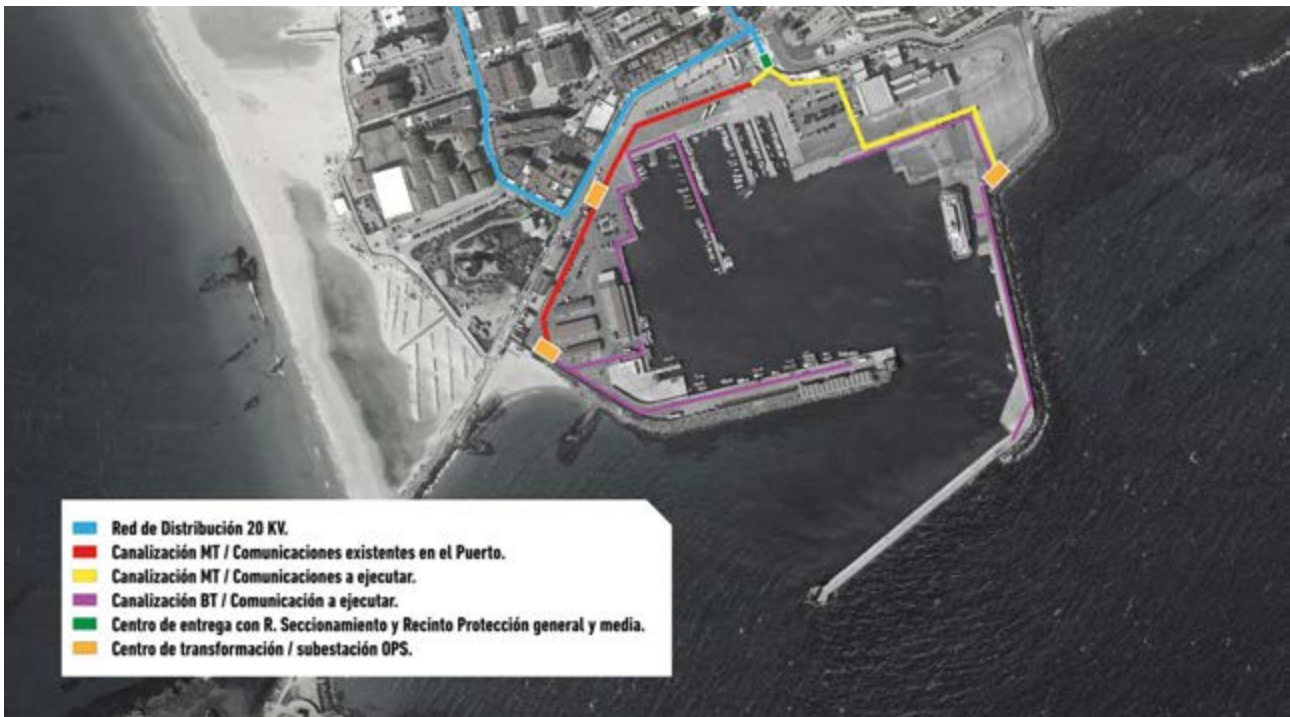 Red de Distribución 20 KV.
Canalización MT / Comunicaciones existentes en el Puerto.
Canalización MT / Comunicaciones a ejecutar.
Canalización BT / Comunicación a ejecutar.
Centro de entrega con R. Seccionamiento y Recinto Protección general y media.
Centro de transformación / subestación OPS.